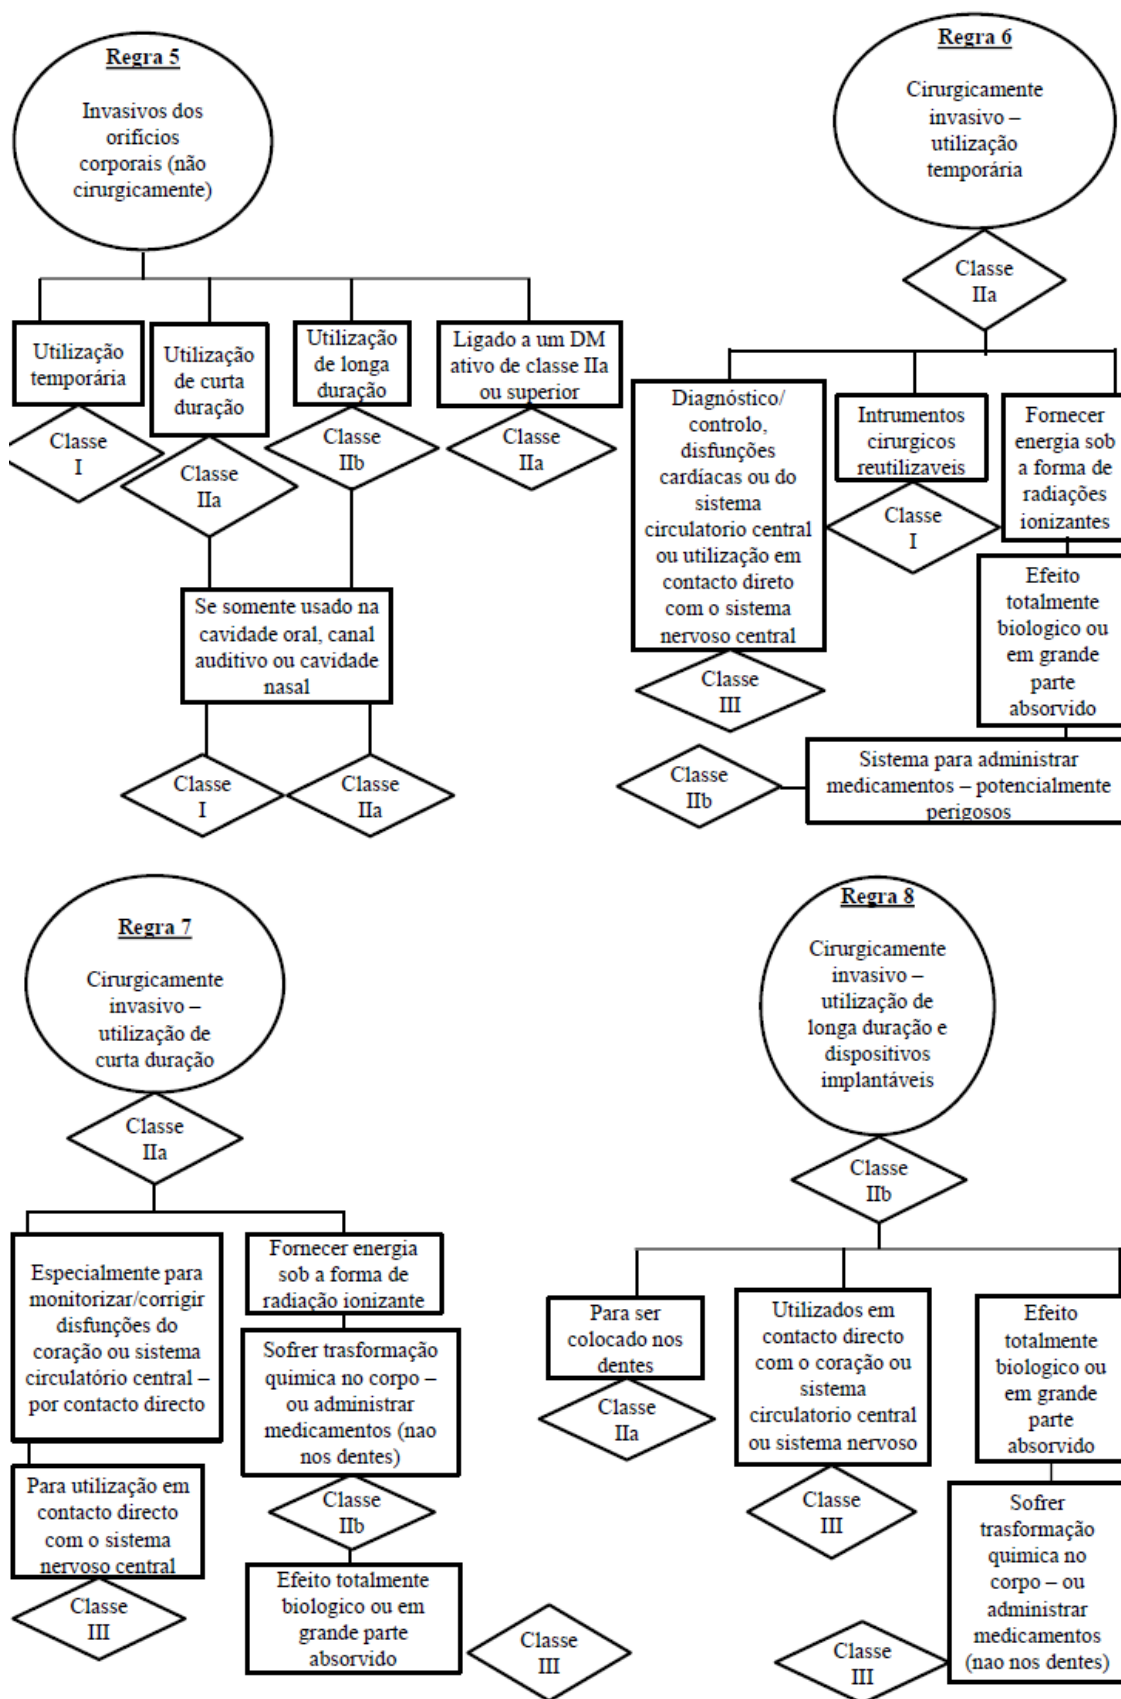 Regra 5
Invasivos dos
orifícios
corporais (não
cirurgicamente)
Utilização
temporária
Classe
I
Utilização
de curta
duração
Classe
IIa
Utilização
de longa
duração
Classe
IIb
Ligado a um DM
ativo de classe IIa
ou superior
Classe
IIa
Se somente usado na
cavidade oral, canal
auditivo ou cavidade
nasal
Classe
I
Classe
IIa
Regra 6
Cirurgicamente
invasivo –
utilização
temporária
Classe
IIa
Diagnóstico/
controlo,
disfunções
cardíacas ou do
sistema
circulatorio central
ou utilização em
contacto direto
com o sistema
nervoso central
Classe
III
Intrumentos
cirurgicos
reutilizaveis
Classe
I
Fornecer
energia sob
a forma de
radiações
ionizantes
Efeito
totalmente
biologico ou
em grande
parte
absorvido
Sistema para administrar
medicamentos – potencialmente
perigosos
Classe
IIb
Regra 7
Cirurgicamente
invasivo –
utilização de
curta duração
Classe
IIa
Especialmente para
monitorizar/corrigir
disfunções do
coração ou sistema
circulatório central –
por contacto directo
Para utilização em
contacto directo
com o sistema
nervoso central
Classe
III
Fornecer energia
sob a forma de
radiação ionizante
Sofrer trasformação
quimica no corpo –
ou administrar
medicamentos (nao
nos dentes)
Classe
IIb
Efeito totalmente
biologico ou em
grande parte
absorvido
Classe
III
Regra 8
Cirurgicamente
invasivo –
utilização de
longa duração e
dispositivos
implantáveis
Classe
IIb
Para ser
colocado nos
dentes
Classe
IIa
Utilizados em
contacto directo
com o coração ou
sistema
circulatorio central
ou sistema nervoso
Classe
III
Efeito
totalmente
biologico ou
em grande
parte
absorvido
Sofrer
trasformação
quimica no
corpo – ou
administrar
medicamentos
(nao nos dentes)
Classe
III